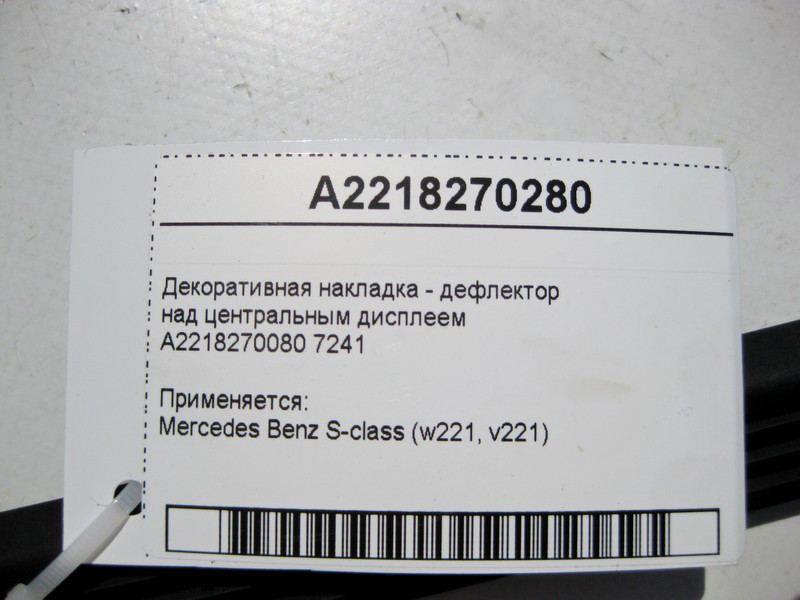 A2218270280
Декоративная накладка - дефлектор
над центральным дисплеем
A2218270080 7241
Применяется:
Mercedes Benz S-class (w221, v221)